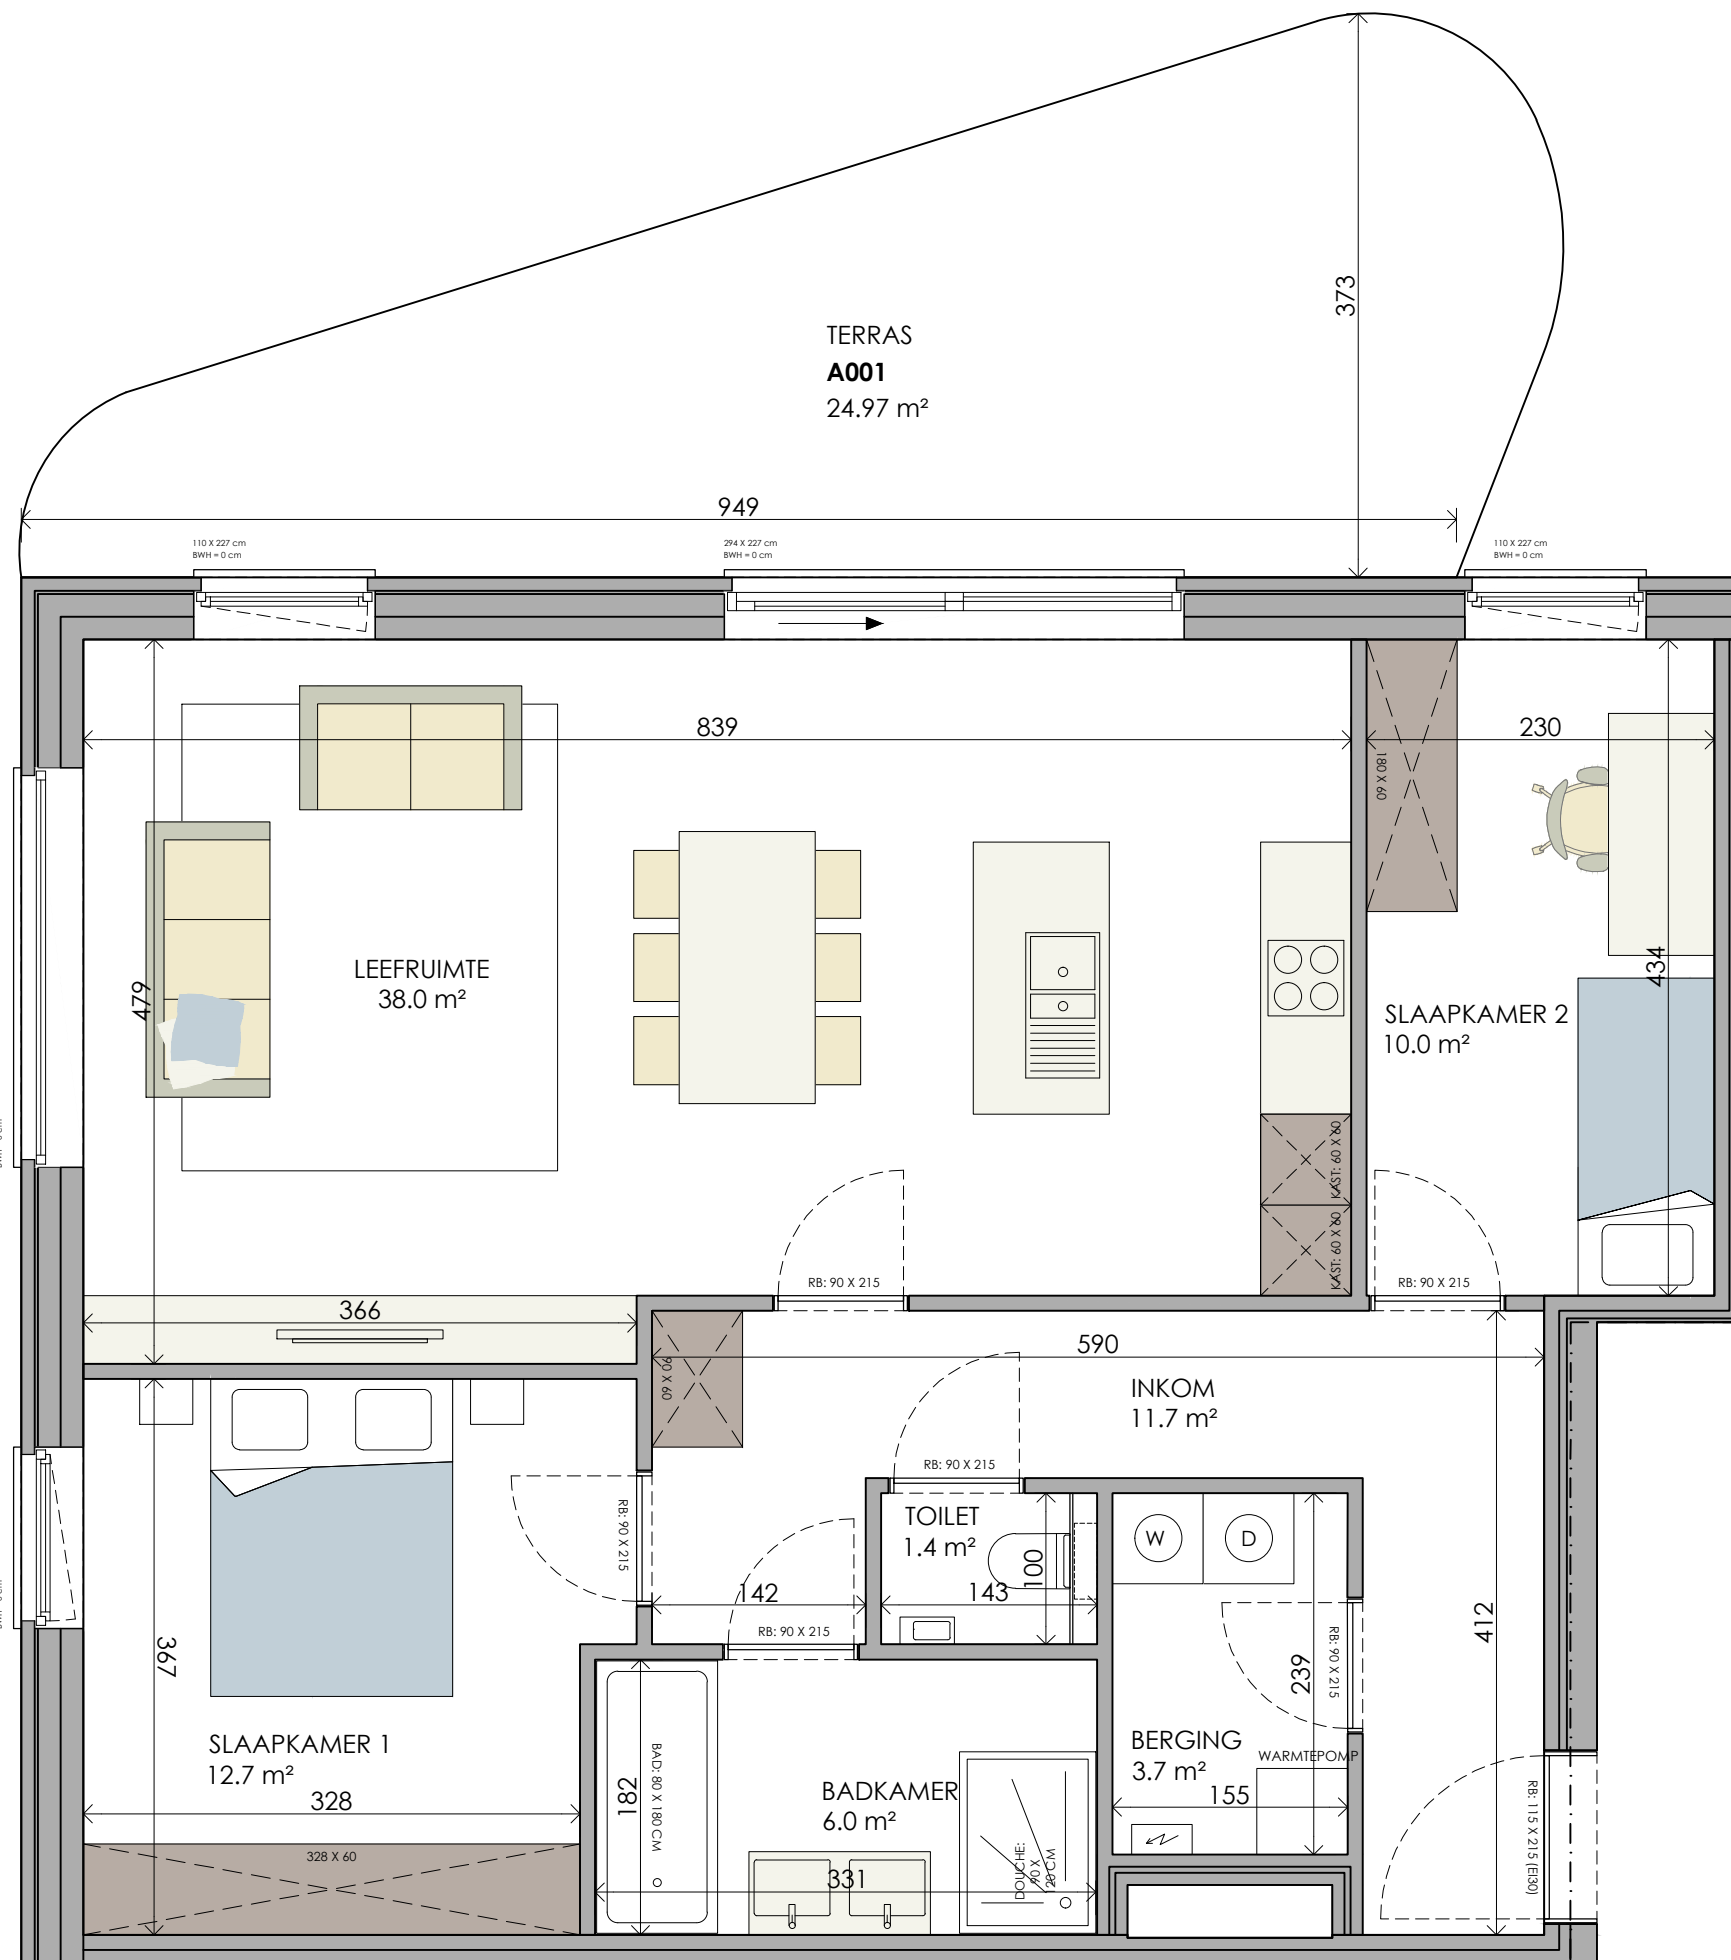 373
TERRAS
A001
24.97 m²
949
110 X 227 cm
BWH = 0 cm
294 X 227 cm
BWH = 0 cm
110 X 227 cm
BWH = 0 cm
839
230
180 X 60
LEEFRUIMTE
38.0 m²
479
434
SLAAPKAMER 2
10.0 m²
KAST: 60 X 60
KAST: 60 X 60
RB: 90 X 215
RB: 90 X 215
366
590
90 X 60
INKOM
11.7 m²
RB: 90 X 215
RB: 90 X 215
TOILET
1.4 m²
100
W
D
142
143
RB: 90 X 215
412
367
239
RB: 90 X 215
SLAAPKAMER 1
12.7 m²
328
BERGING
3.7 m²
WARMTEPOMP
155
182
BAD: 80 X 180 CM
BADKAMER
6.0 m²
RB: 115 X 215 (EI30)
328 X 60
331
DOUCHE:
90 X
120 CM